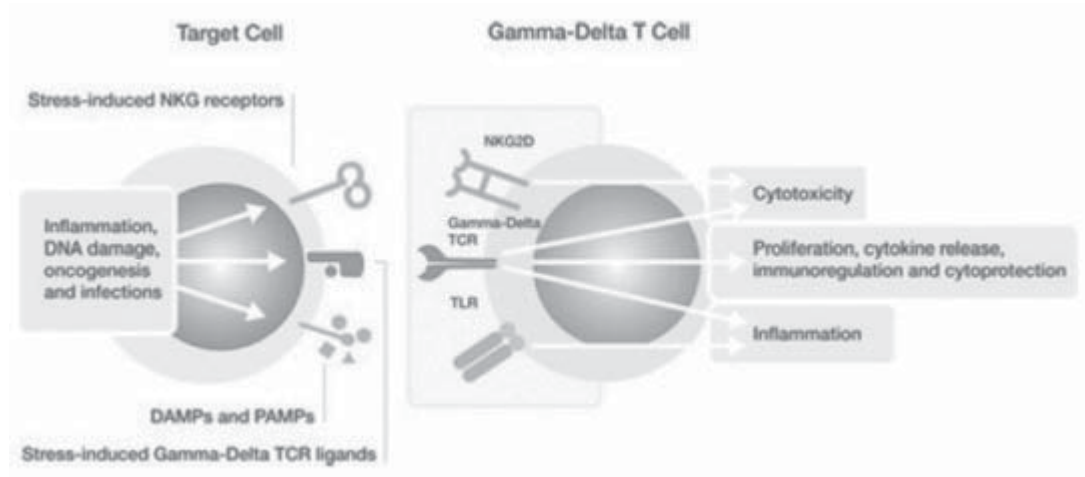 Target Cell
Gamma-Delta T Cell
Stress-induced NKG receptors
NKG2D
Inflammation,
DNA damage,
oncogenesis
and infections
Gamma-Delta
TCR
TLR
Cytotoxicity
Proliferation, cytokine release,
immunoregulation and cytoprotection
Inflammation
DAMPs and PAMPs
Stress-induced Gamma-Delta TCR ligands